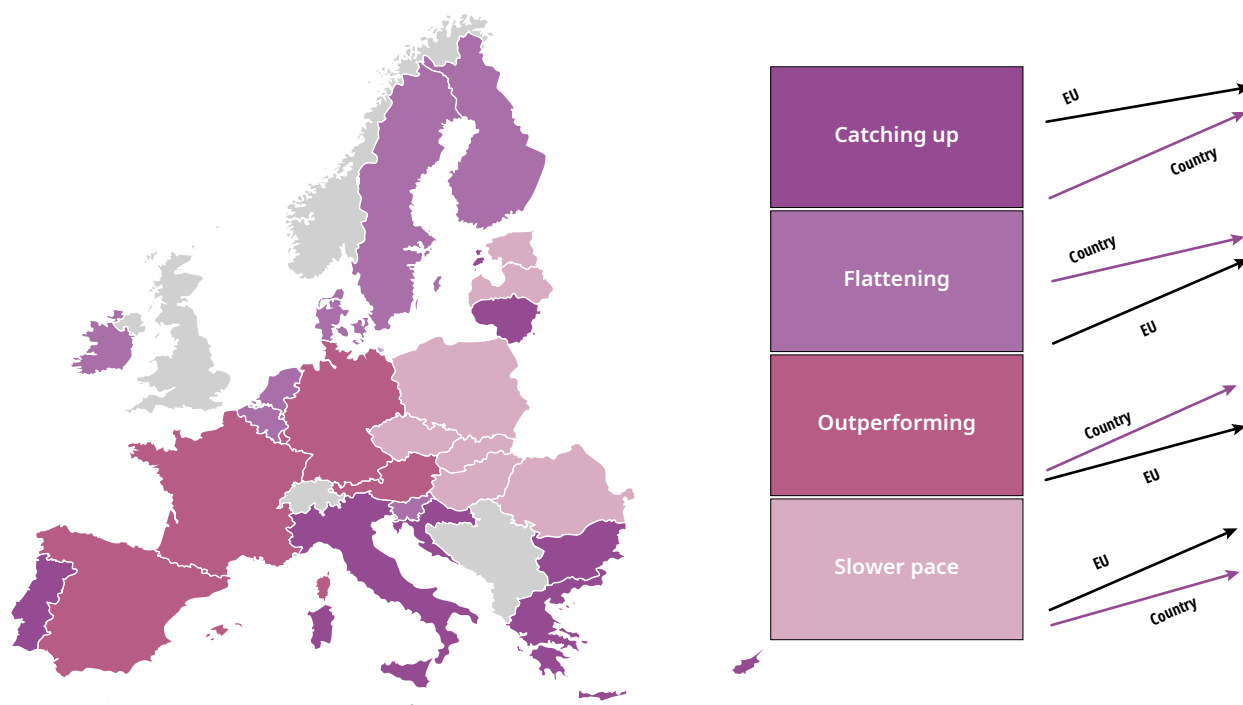 EU
Catching up
Country
Country
Flattening
EU
Country
Outperforming
EU
EU
Slower pace
Country